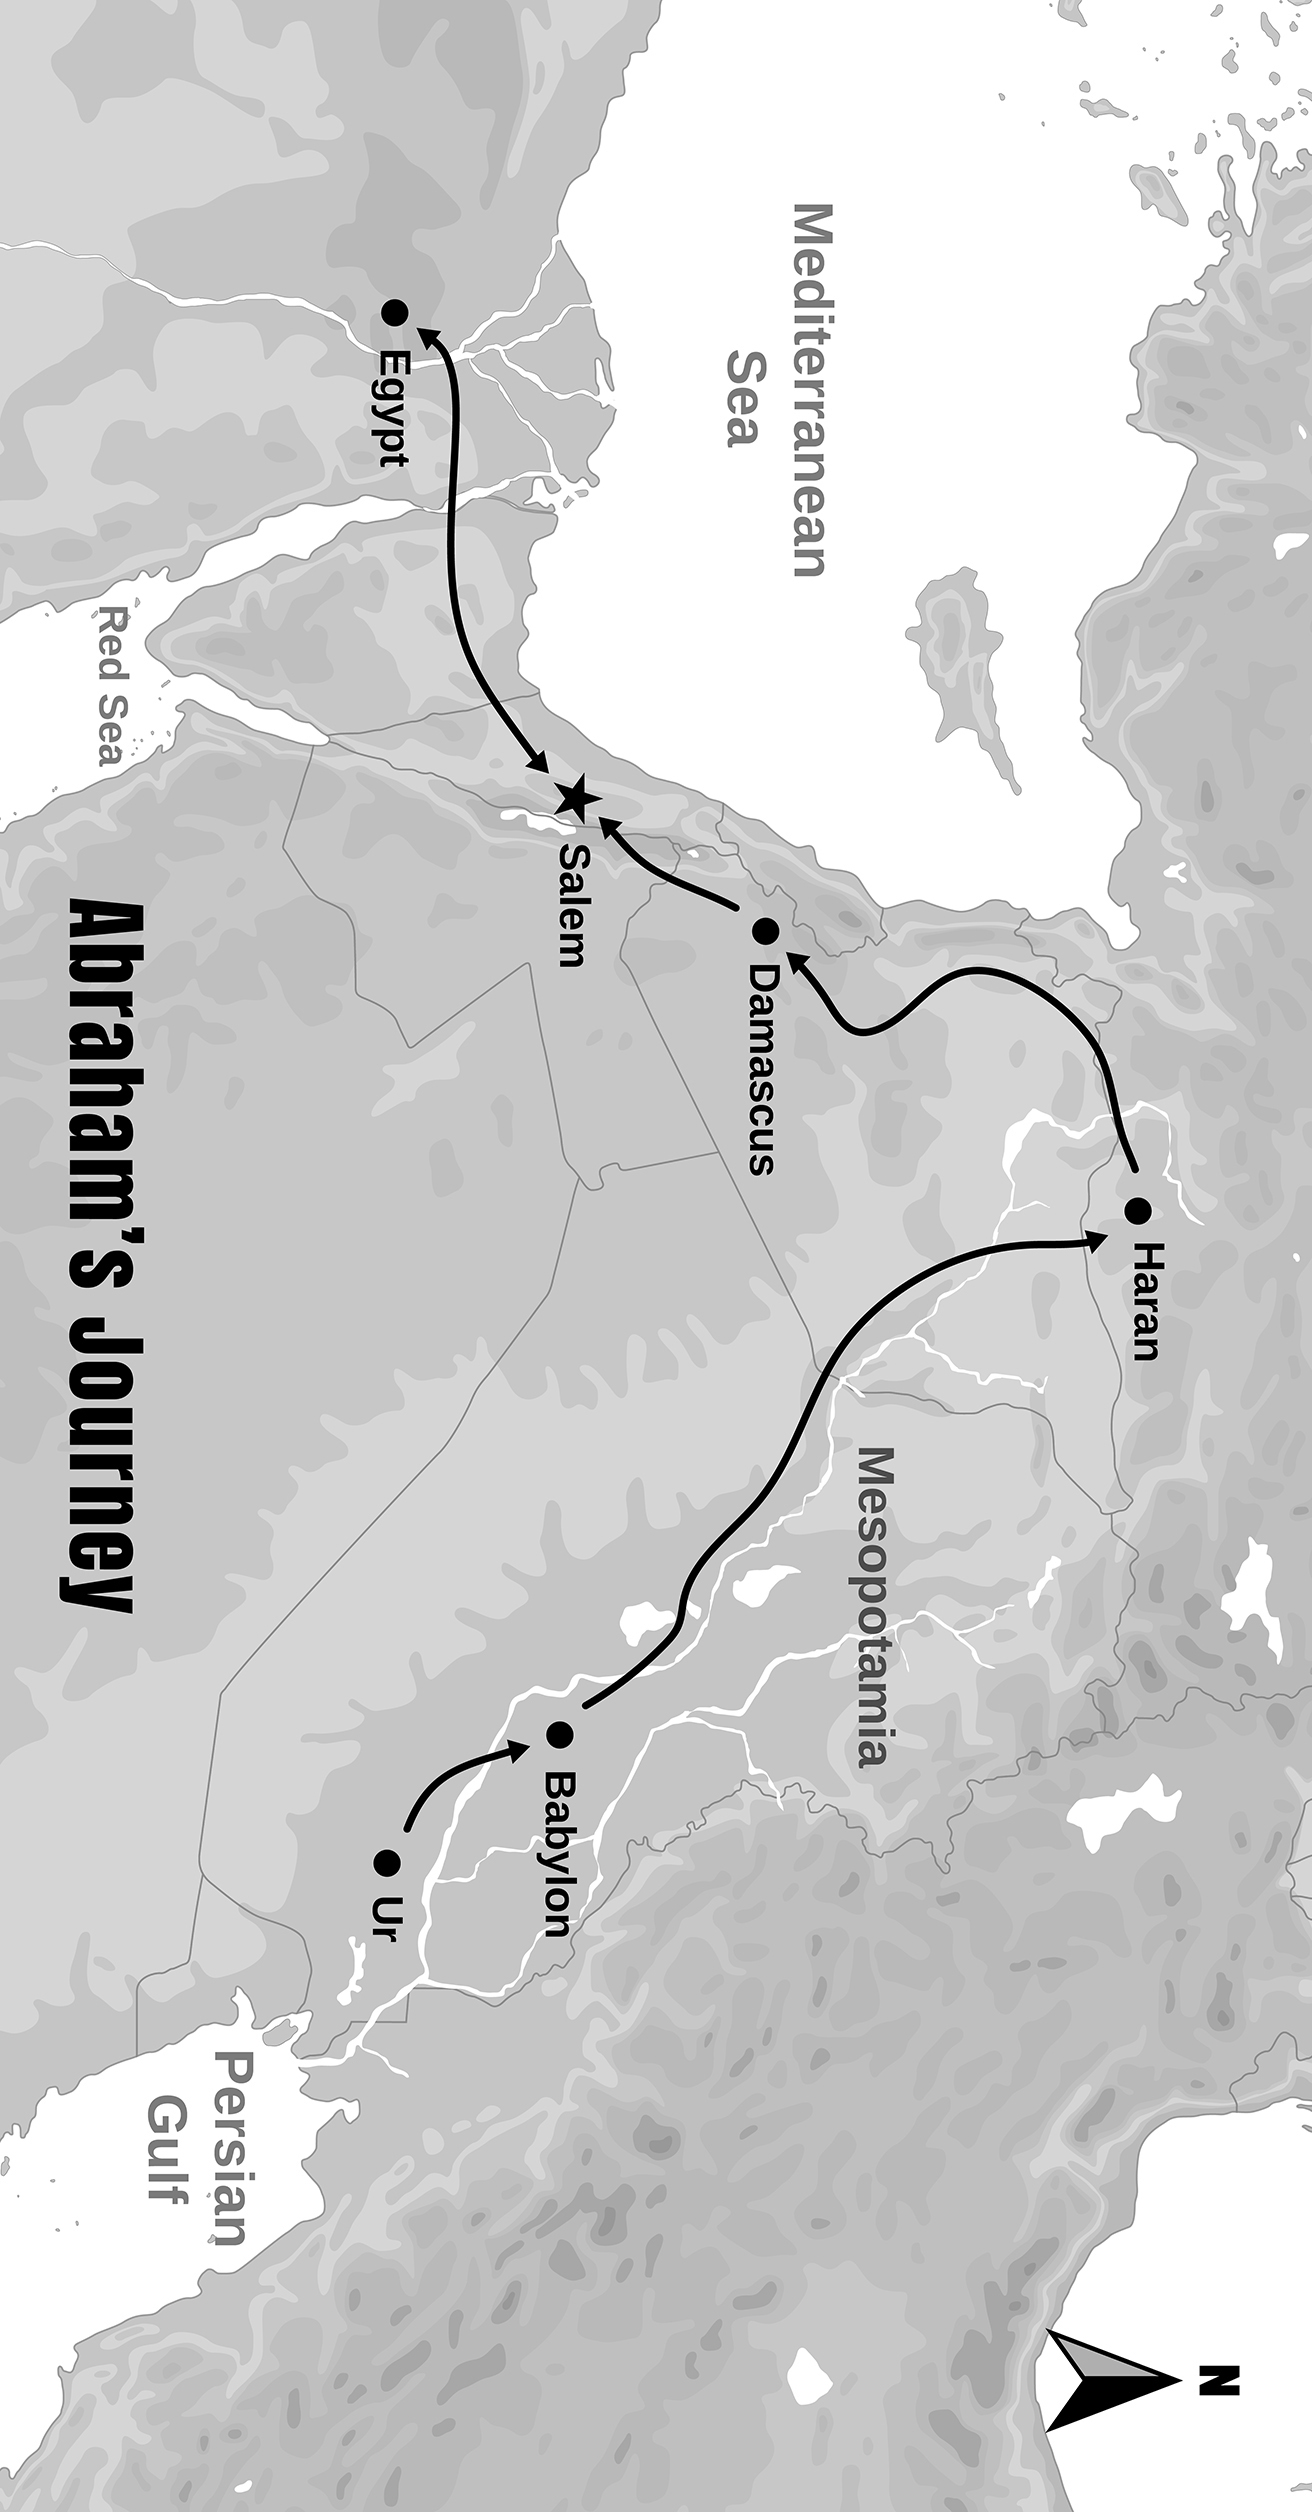 N
Mediterranean
Sea
Haran
Mesopotamia
Damascus
Salem
Babylon
Egypt
Ur
Red Sea
Persian
Gulf
Abraham's Journey